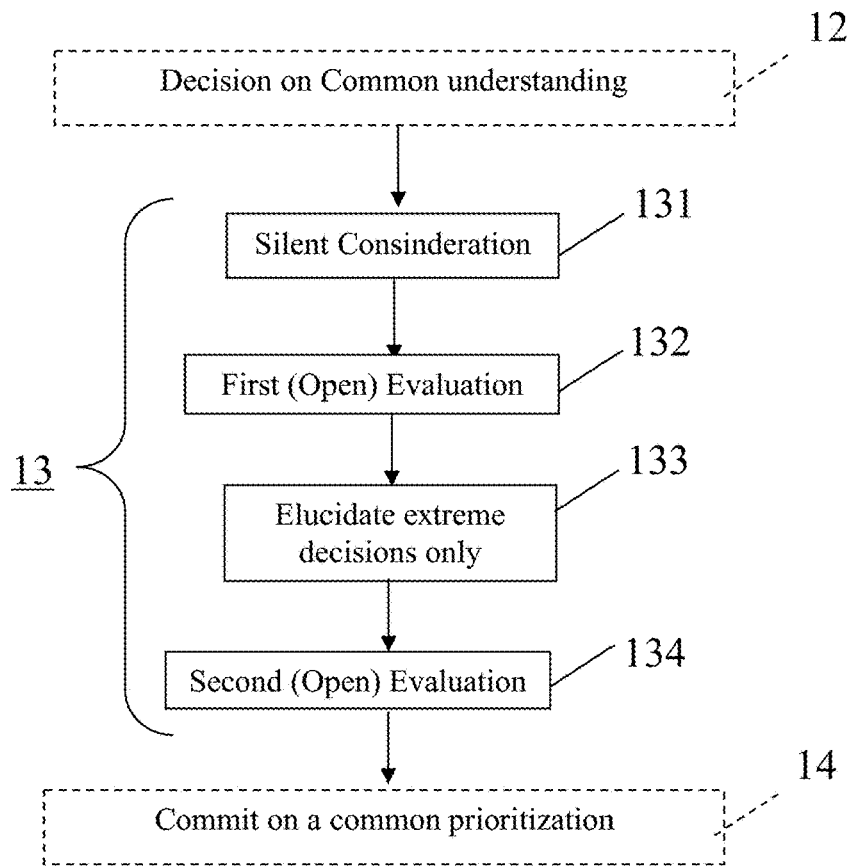 12
Decision on Common understanding
131
Silent Consinderation
132
First (Open) Evaluation
13
133
Elucidate extreme
decisions only
134
Second (Open) Evaluation
14
Commit on a common prioritization